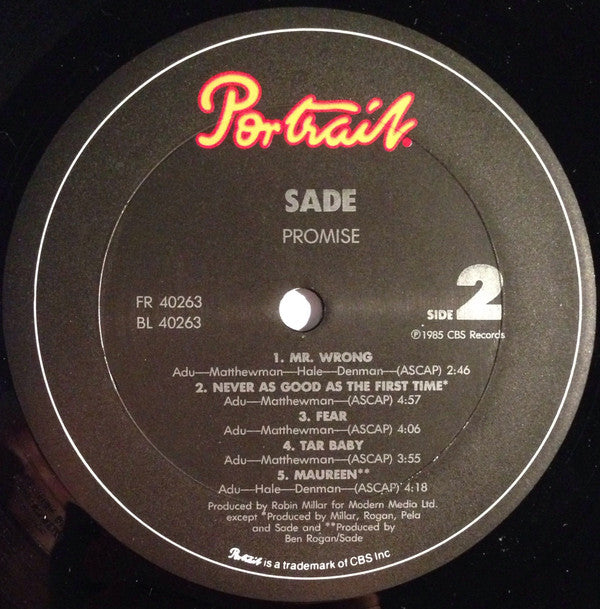 Portrait.
SADE
PROMISE
FR 40263
BL 40263
SIDE 2
℗1985 CBS Records
1. MR. WRONG
Adu—Matthewman—Hale—Denman—(ASCAP) 2:46
2. NEVER AS GOOD AS THE FIRST TIME*
Adu—Matthewman—(ASCAP) 4:57
3. FEAR
Adu—Matthewman—(ASCAP) 4:06
4. TAR BABY
Adu—Matthewman—(ASCAP) 3:55
5. MAUREEN**
Adu—Hale—Denman—(ASCAP) 4:18
Produced by Robin Millar for Modern Media Ltd.
except *Produced by Millar, Rogan, Pela
and Sade and **Produced by
Ben Rogan/Sade
Portrait is a trademark of CBS Inc